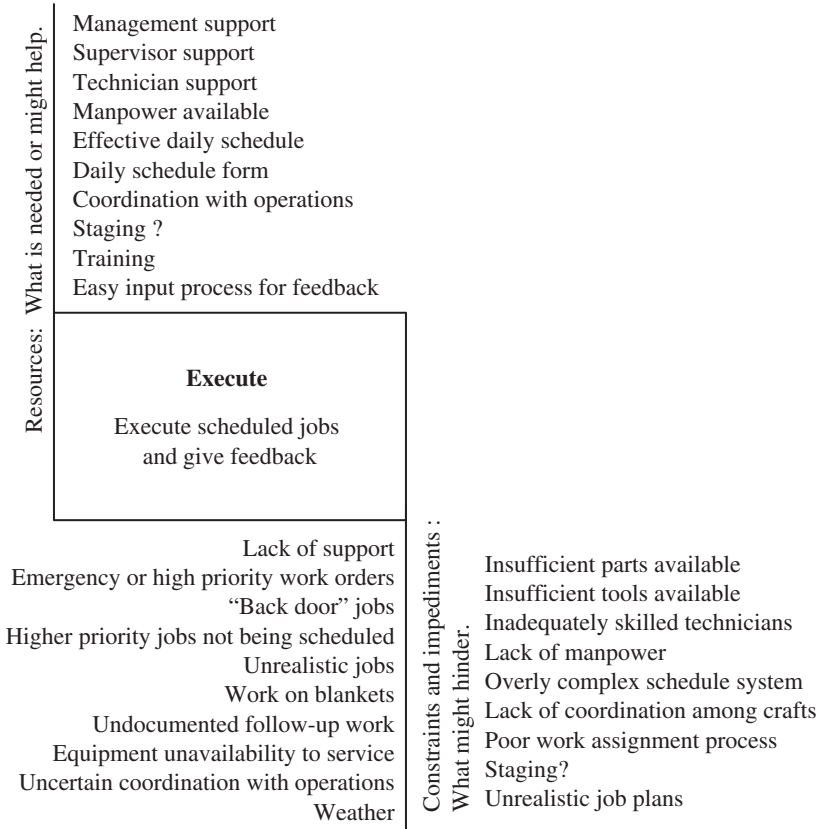 Resources: What is needed or might help.
Management support
Supervisor support
Technician support
Manpower available
Effective daily schedule
Daily schedule form
Coordination with operations
Staging ?
Training
Easy input process for feedback
Execute
Execute scheduled jobs
and give feedback
Lack of support
Emergency or high priority work orders
“Back door” jobs
Higher priority jobs not being scheduled
Unrealistic jobs
Work on blankets
Undocumented follow-up work
Equipment unavailability to service
Uncertain coordination with operations
Weather
Constraints and impediments :
What might hinder.
Insufficient parts available
Insufficient tools available
Inadequately skilled technicians
Lack of manpower
Overly complex schedule system
Lack of coordination among crafts
Poor work assignment process
Staging?
Unrealistic job plans